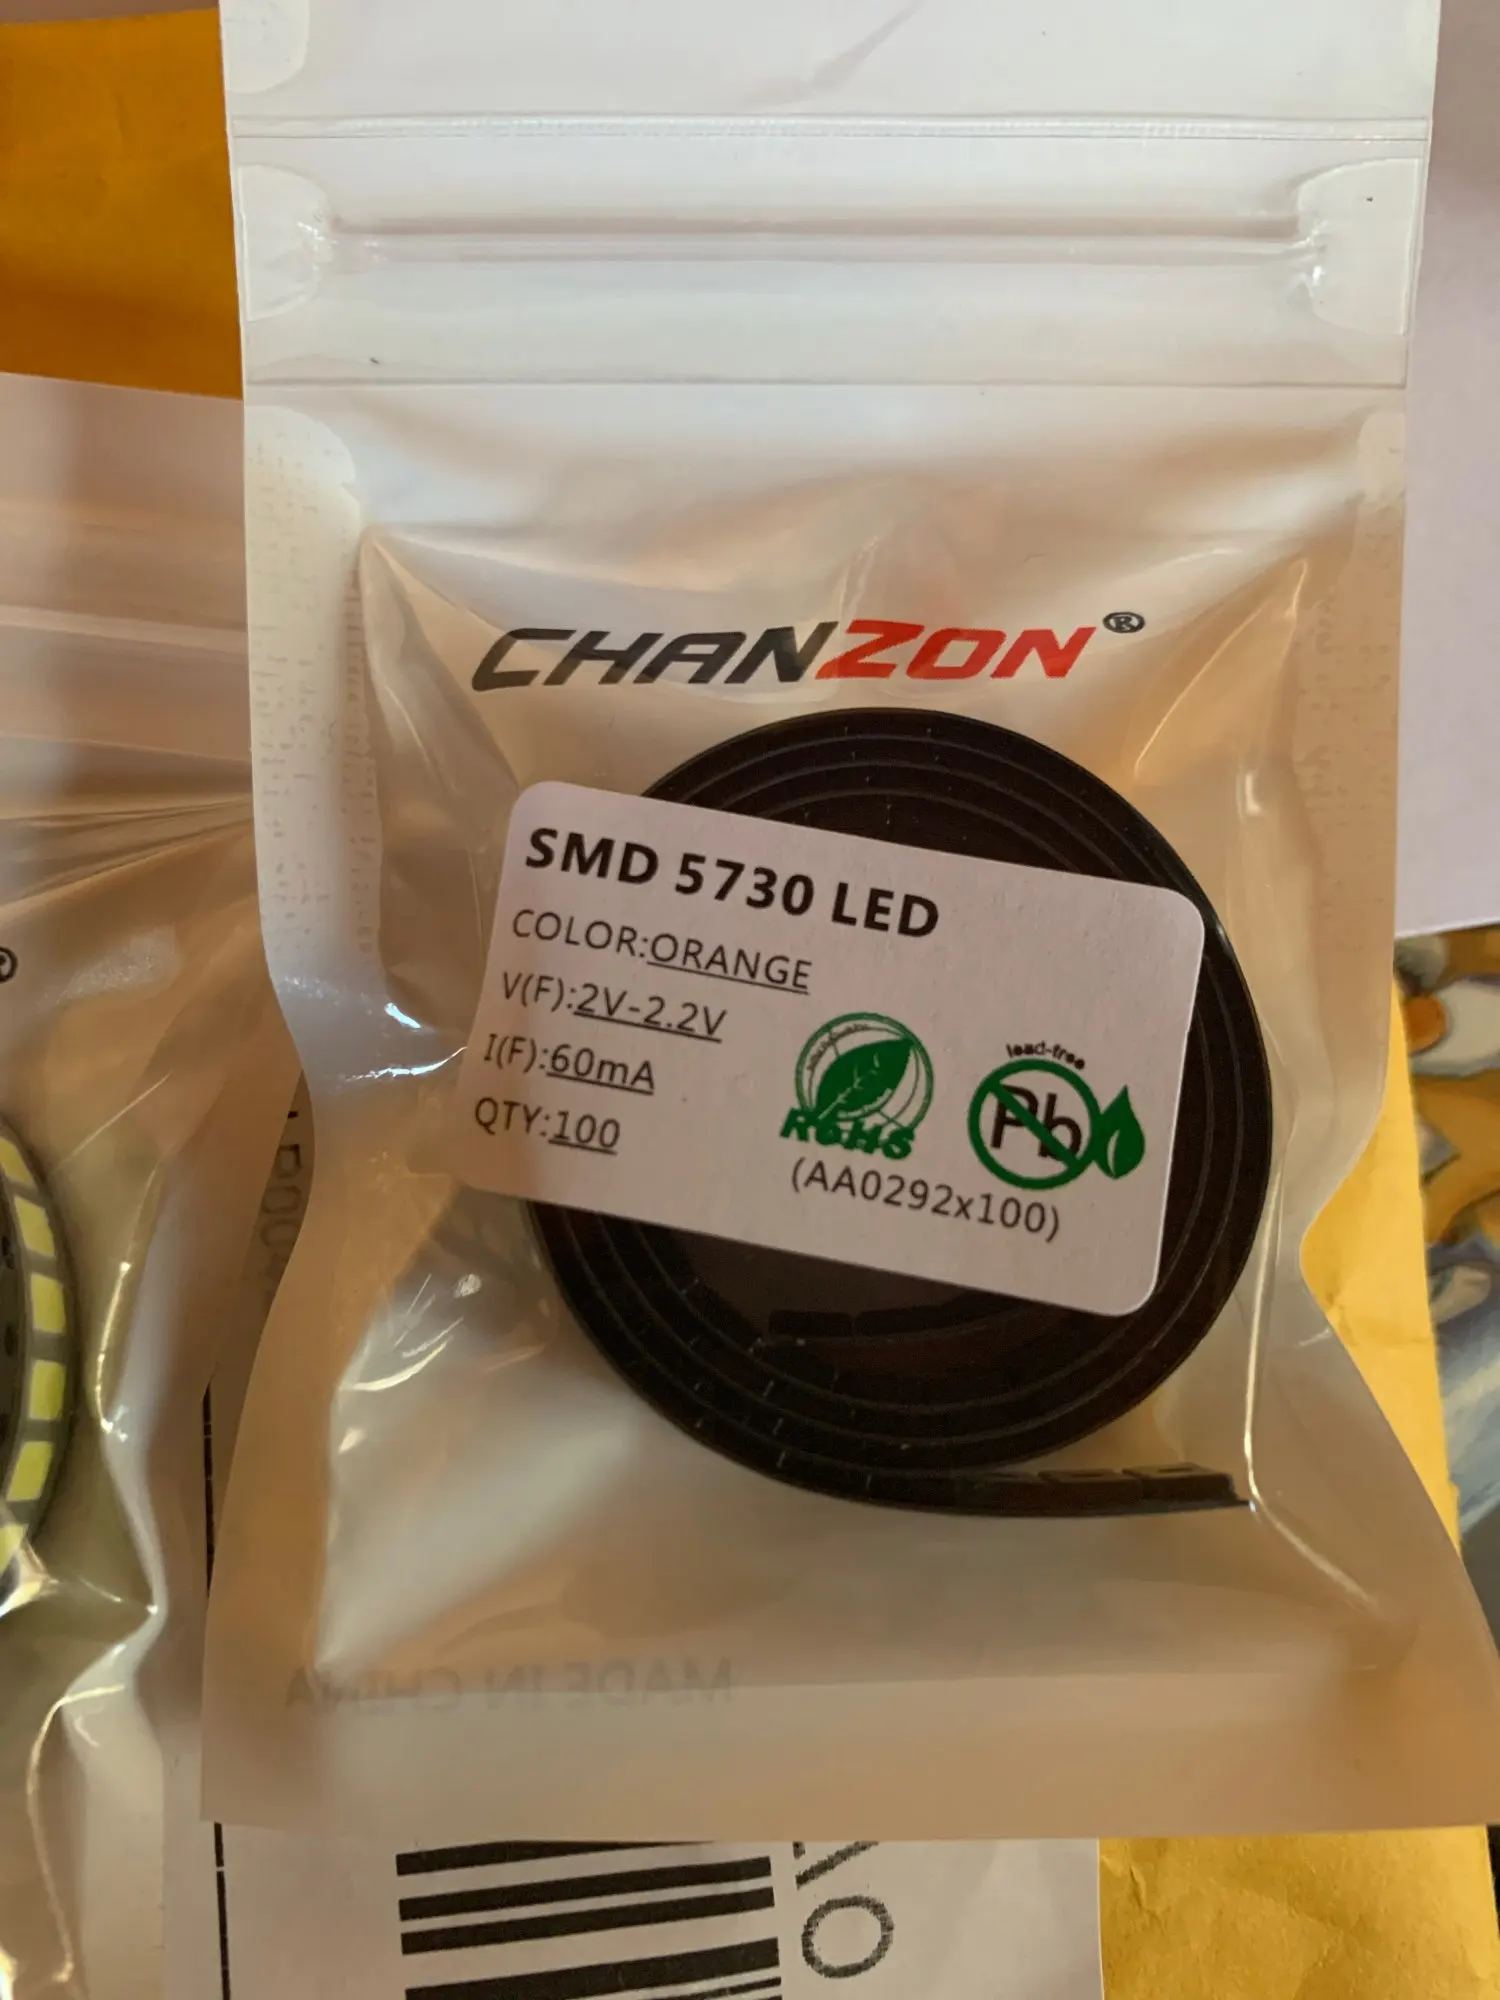 CHANZON®
SMD 5730 LED
COLOR:ORANGE
V(F):2V-2.2V
I(F):60mA
QTY:100
RoHS
lead-free
Pb
(AA0292x100)
MADE IN CHINA
®